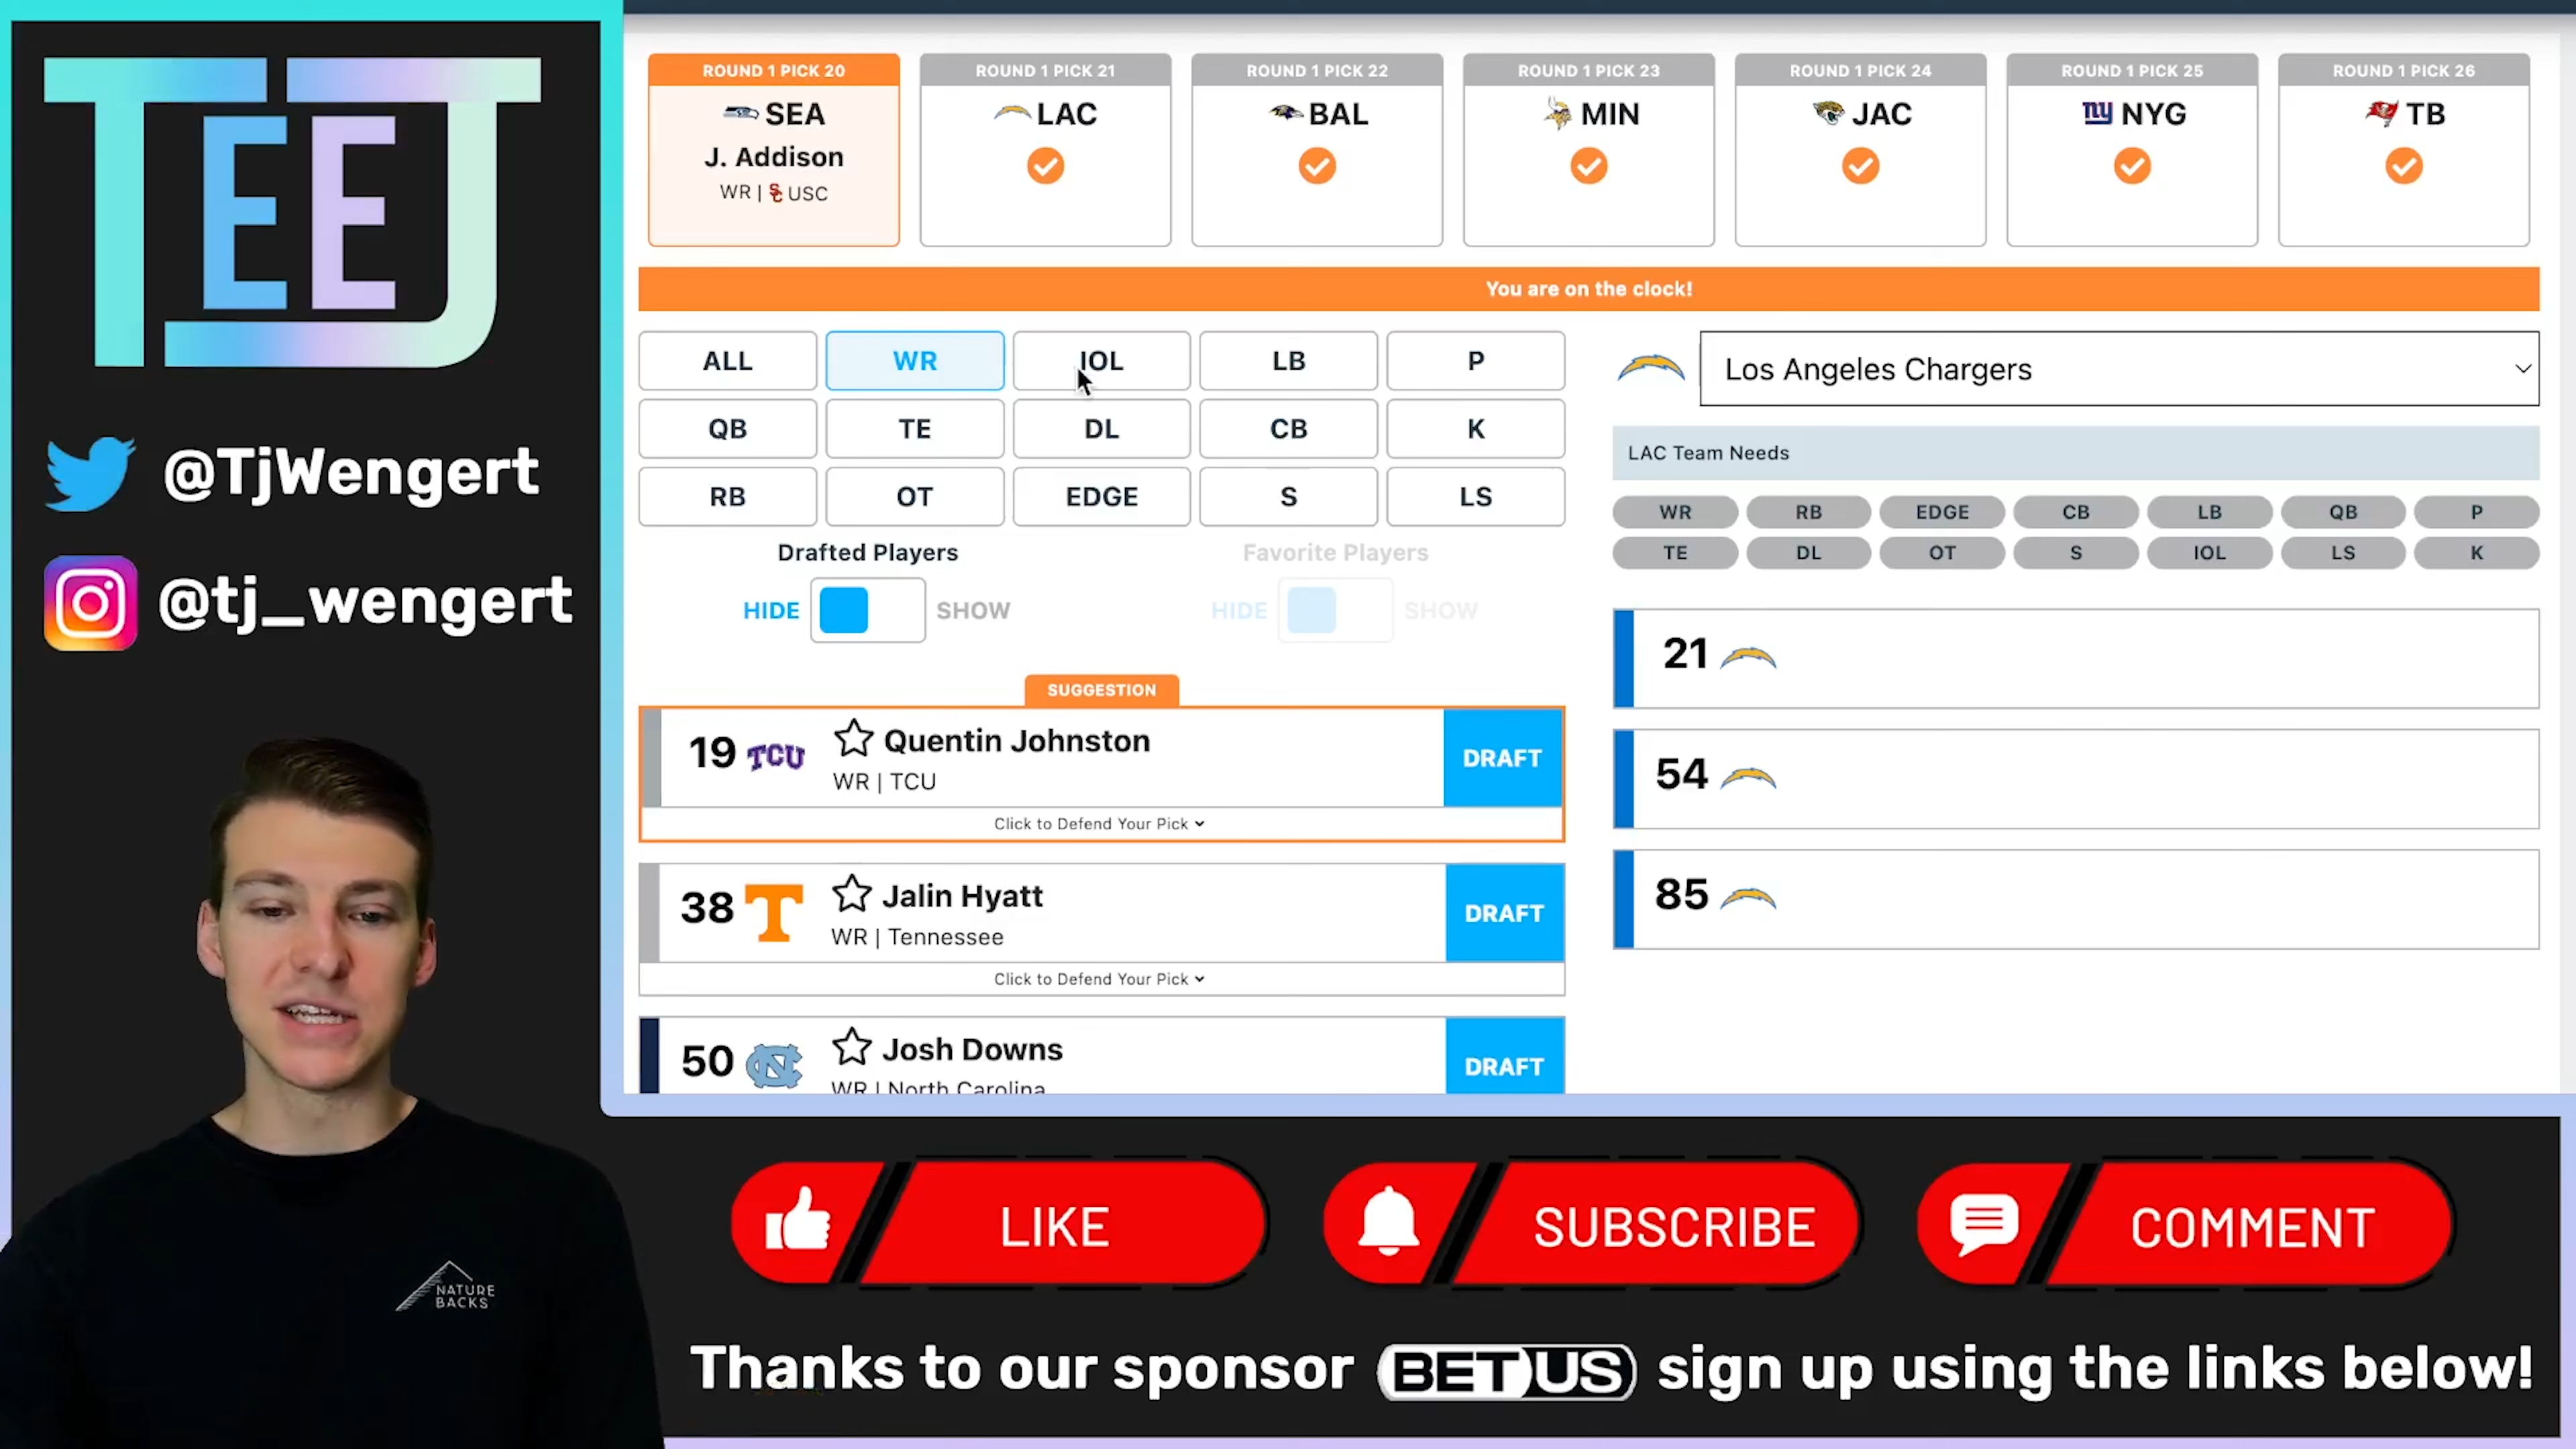 TEEJ
@TjWengert
@tj_wengert
NATURE
BACKS
ROUND 1 PICK 20
SEA
J. Addison
WR | SC USC
ROUND 1 PICK 21
LAC
ROUND 1 PICK 22
BAL
ROUND 1 PICK 23
MIN
ROUND 1 PICK 24
JAC
ROUND 1 PICK 25
ny NYG
ROUND 1 PICK 26
TB
You are on the clock!
ALL WR IOL LB P
QB TE DL CB K
RB OT EDGE S LS
Drafted Players
HIDE SHOW
Favorite Players
HIDE SHOW
SUGGESTION
19 TCU Quentin Johnston
WR | TCU
DRAFT
Click to Defend Your Pick
38 T Jalin Hyatt
WR | Tennessee
DRAFT
Click to Defend Your Pick
50 NC Josh Downs
WR | North Carolina
DRAFT
Los Angeles Chargers
LAC Team Needs
WR RB EDGE CB LB QB P
TE DL OT S IOL LS K
21
54
85
LIKE
SUBSCRIBE
COMMENT
Thanks to our sponsor BETUS sign up using the links below!